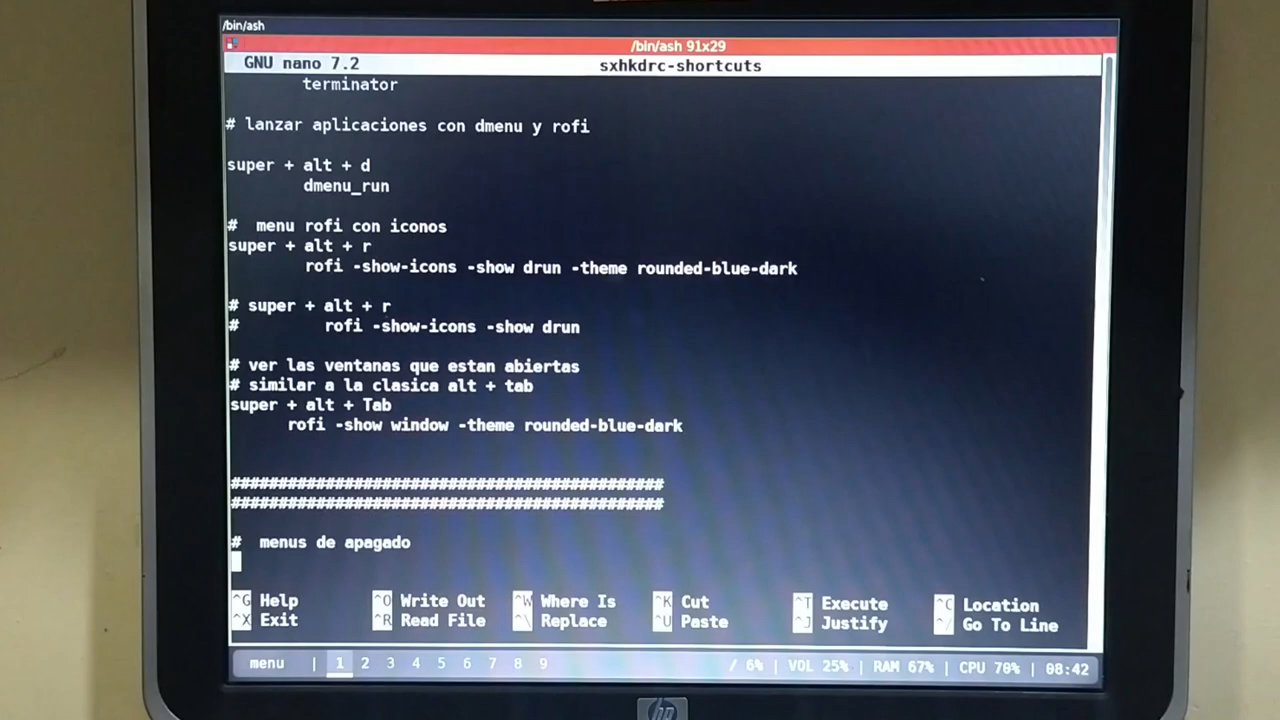 /bin/ash
/bin/ash 91x29
GNU nano 7.2 sxhkdrc-shortcuts
terminator
# lanzar aplicaciones con dmenu y rofi
super + alt + d
dmenu_run
# menu rofi con iconos
super + alt + r
rofi -show-icons -show drun -theme rounded-blue-dark
# super + alt + r
# rofi -show-icons -show drun
# ver las ventanas que estan abiertas
# similar a la clasica alt + tab
super + alt + Tab
rofi -show window -theme rounded-blue-dark
##############################################
##############################################
# menus de apagado
^G Help ^O Write Out ^W Where Is ^K Cut ^T Execute ^C Location
^X Exit ^R Read File ^\ Replace ^U Paste ^J Justify ^/ Go To Line
menu | 1 2 3 4 5 6 7 8 9 / 6% | VOL 25% | RAM 67% | CPU 70% | 08:42
hp